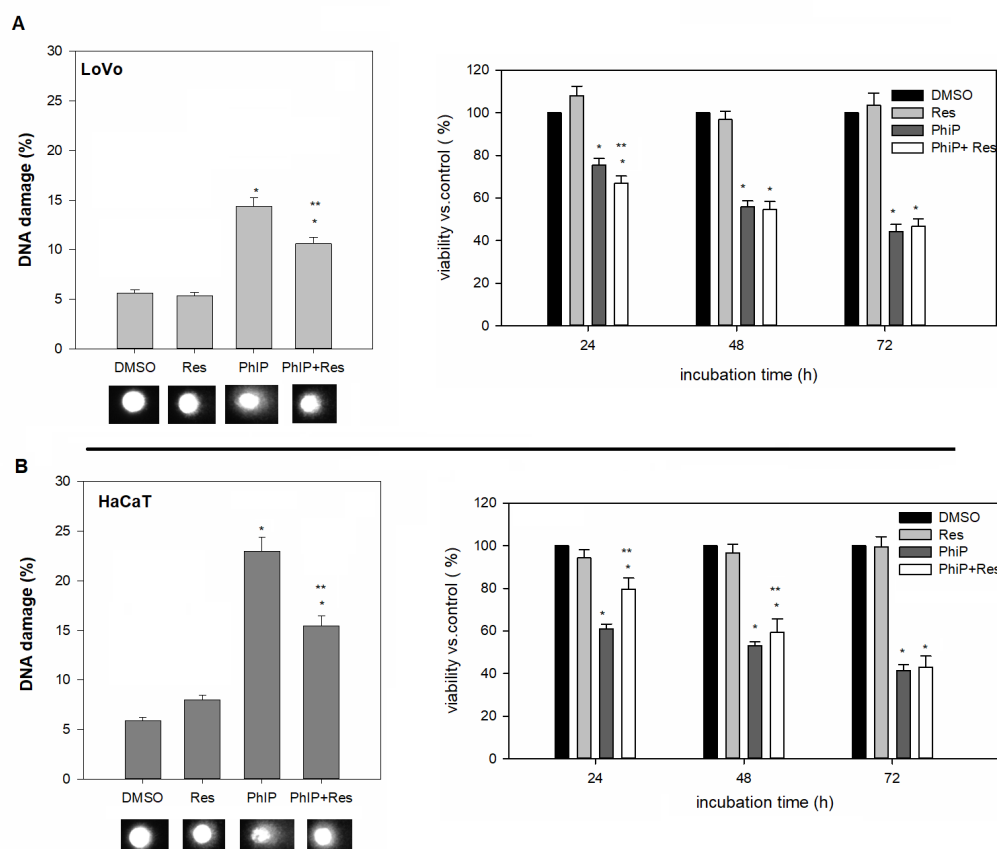 A
LoVo
DNA damage (%)
30
25
20
15
10
5
0
*
**
*
DMSO Res PhIP PhIP+Res
viability vs.control ( %)
120
100
80
60
40
20
0
DMSO
Res
PhiP
PhiP+ Res
*
**
*
*
*
*
*
24 48 72
incubation time (h)
B
HaCaT
DNA damage (%)
30
25
20
15
10
5
0
*
**
*
DMSO Res PhIP PhIP+Res
viability vs.control ( %)
120
100
80
60
40
20
0
DMSO
Res
PhiP
PhiP+Res
*
**
*
*
**
*
*
*
24 48 72
incubation time (h)